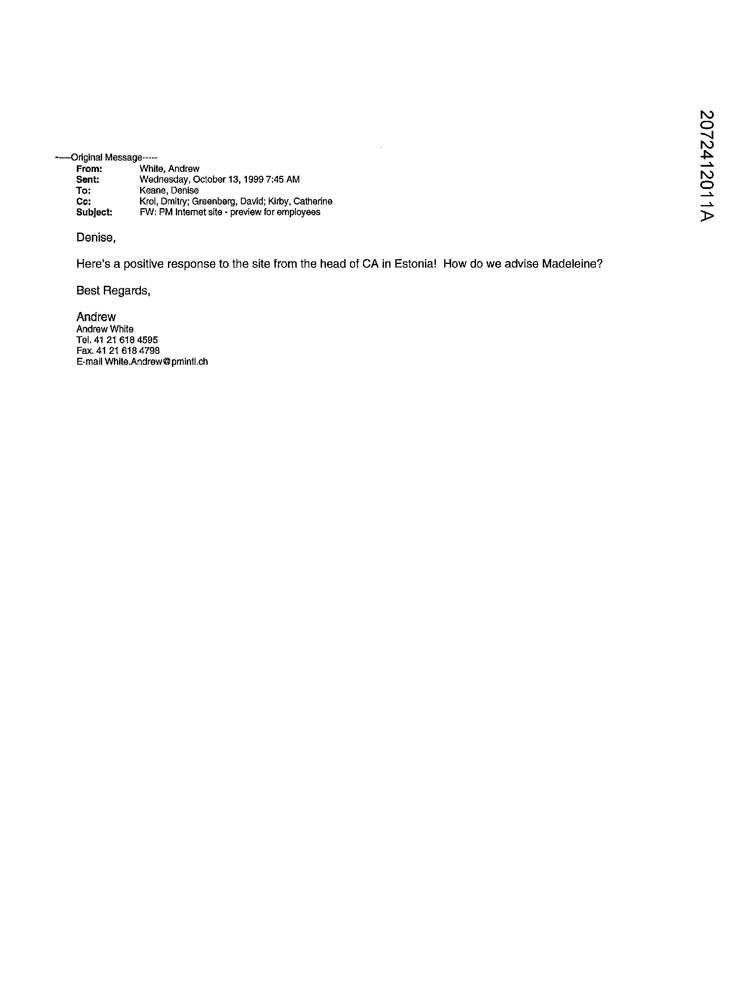 -----Original Message-----
From: White, Andrew
Sent: Wednesday, October 13, 1999 7:45 AM
To: Keane, Denise
Cc: Krol, Dmitry; Greenberg, David; Kirby, Catherine
Subject: FW: PM Internet site - preview for employees
Denise,
Here's a positive response to the site from the head of CA in Estonia! How do we advise Madeleine?
Best Regards,
Andrew
Andrew White
Tel. 41 21 618 4595
Fax. 41 21 618 4798
E-mail White.Andrew@pmintl.ch
2072412011A